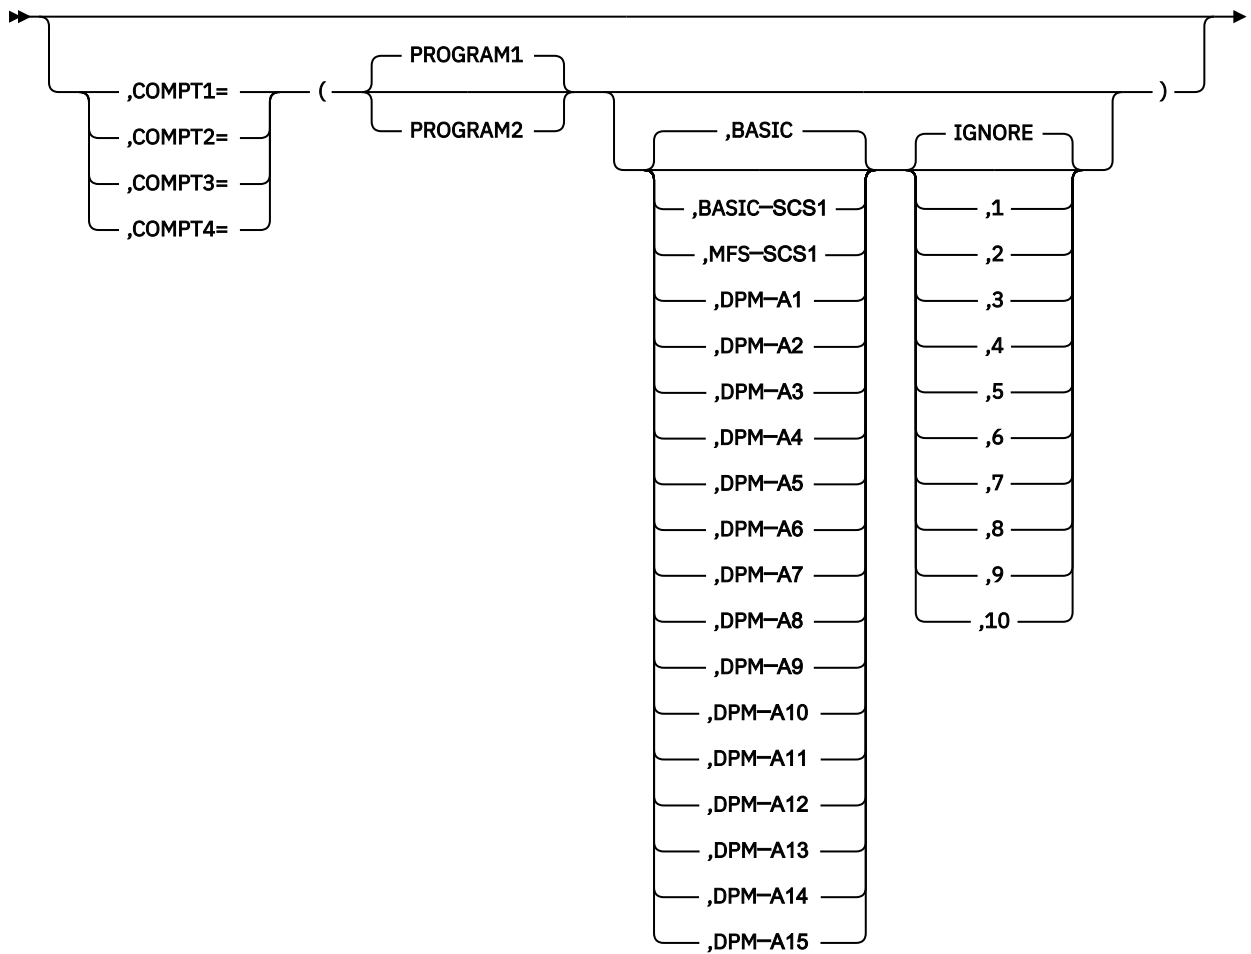 PROGRAM1
,COMPT1= ( )
PROGRAM2
,COMPT2=
,COMPT3=
,COMPT4=
,BASIC
,BASIC–SCS1
,MFS–SCS1
,DPM–A1
,DPM–A2
,DPM–A3
,DPM–A4
,DPM–A5
,DPM–A6
,DPM–A7
,DPM–A8
,DPM–A9
,DPM–A10
,DPM–A11
,DPM–A12
,DPM–A13
,DPM–A14
,DPM–A15
IGNORE
,1
,2
,3
,4
,5
,6
,7
,8
,9
,10